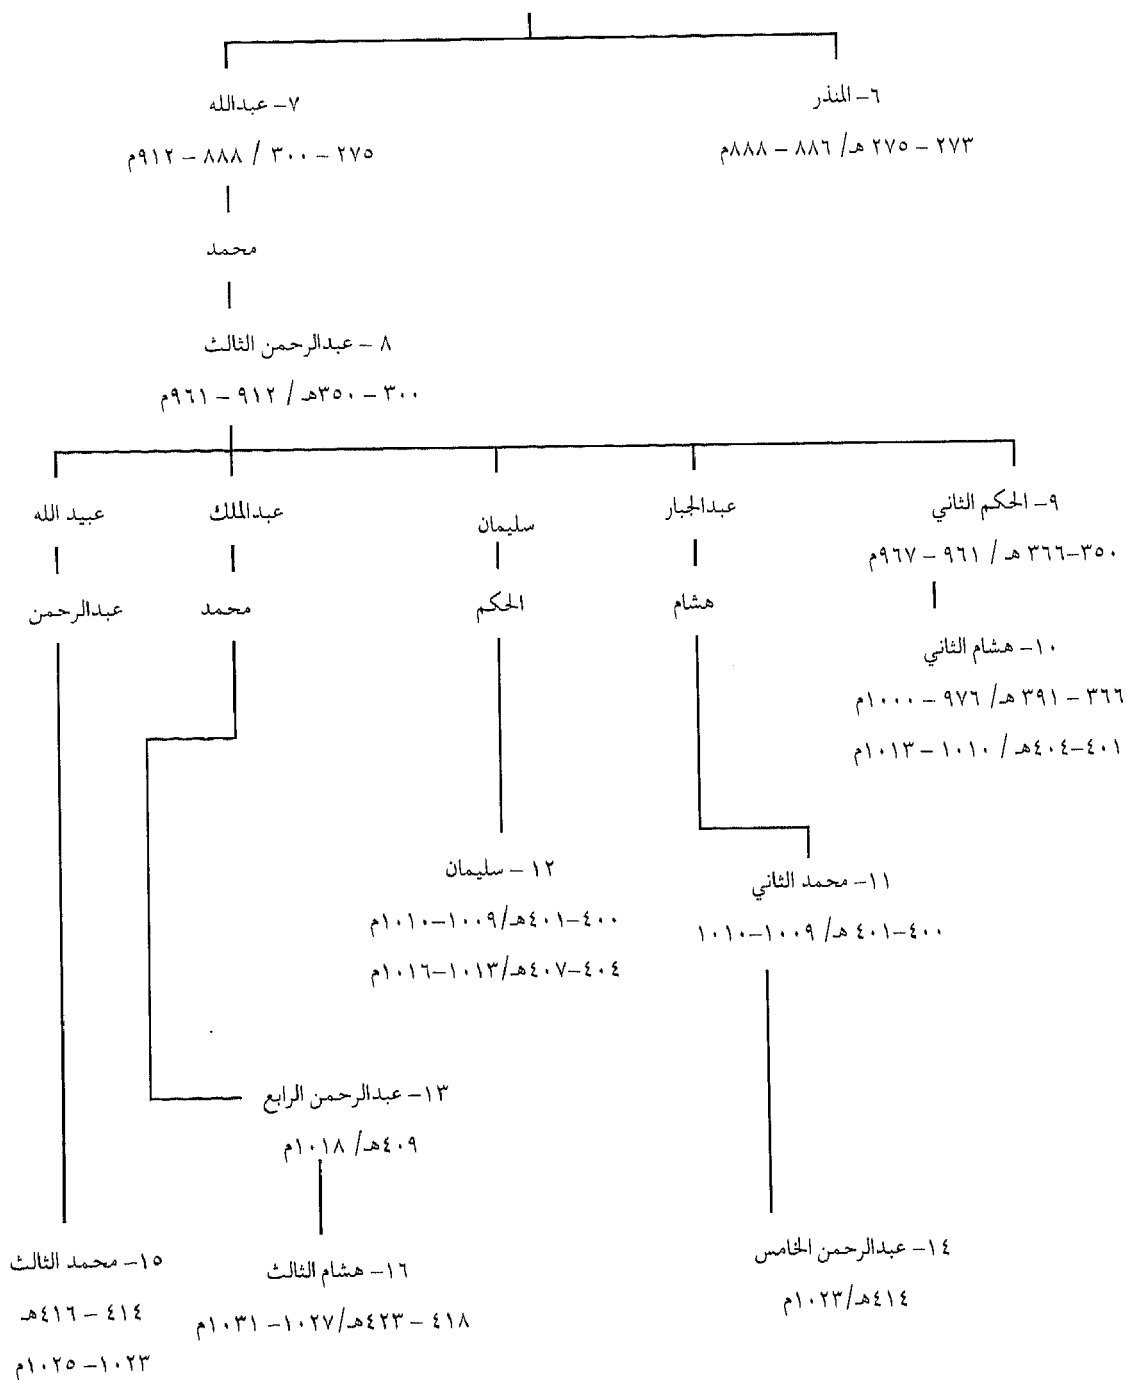 ٦- المنذر
٢٧٣ - ٢٧٥ هـ/ ٨٨٦ - ٨٨٨م
٧- عبدالله
٢٧٥ - ٣٠٠ / ٨٨٨ - ٩١٢م
محمد
٨ - عبدالرحمن الثالث
٣٠٠ - ٣٥٠هـ / ٩١٢ - ٩٦١م
٩- الحكم الثاني
٣٥٠-٣٦٦ هـ / ٩٦١ - ٩٦٧م
عبدالجبار
سليمان
عبدالملك
عبيد الله
هشام
الحكم
محمد
عبدالرحمن
١٠- هشام الثاني
٣٦٦ - ٣٩١ هـ/ ٩٧٦ - ١٠٠٠م
٤٠١-٤٠٤هـ / ١٠١٠ - ١٠١٣م
١١- محمد الثاني
٤٠٠-٤٠١ هـ/ ١٠٠٩-١٠١٠
١٢ - سليمان
٤٠٠-٤٠١هـ/١٠٠٩-١٠١٠م
٤٠٤-٤٠٧هـ/١٠١٣-١٠١٦م
١٣- عبدالرحمن الرابع
٤٠٩هـ/ ١٠١٨م
١٤- عبدالرحمن الخامس
٤١٤هـ/١٠٢٣م
١٦- هشام الثالث
٤١٨ - ٤٢٣هـ/١٠٢٧-١٠٣١م
١٥- محمد الثالث
٤١٤ - ٤١٦هـ
١٠٢٣- ١٠٢٥م